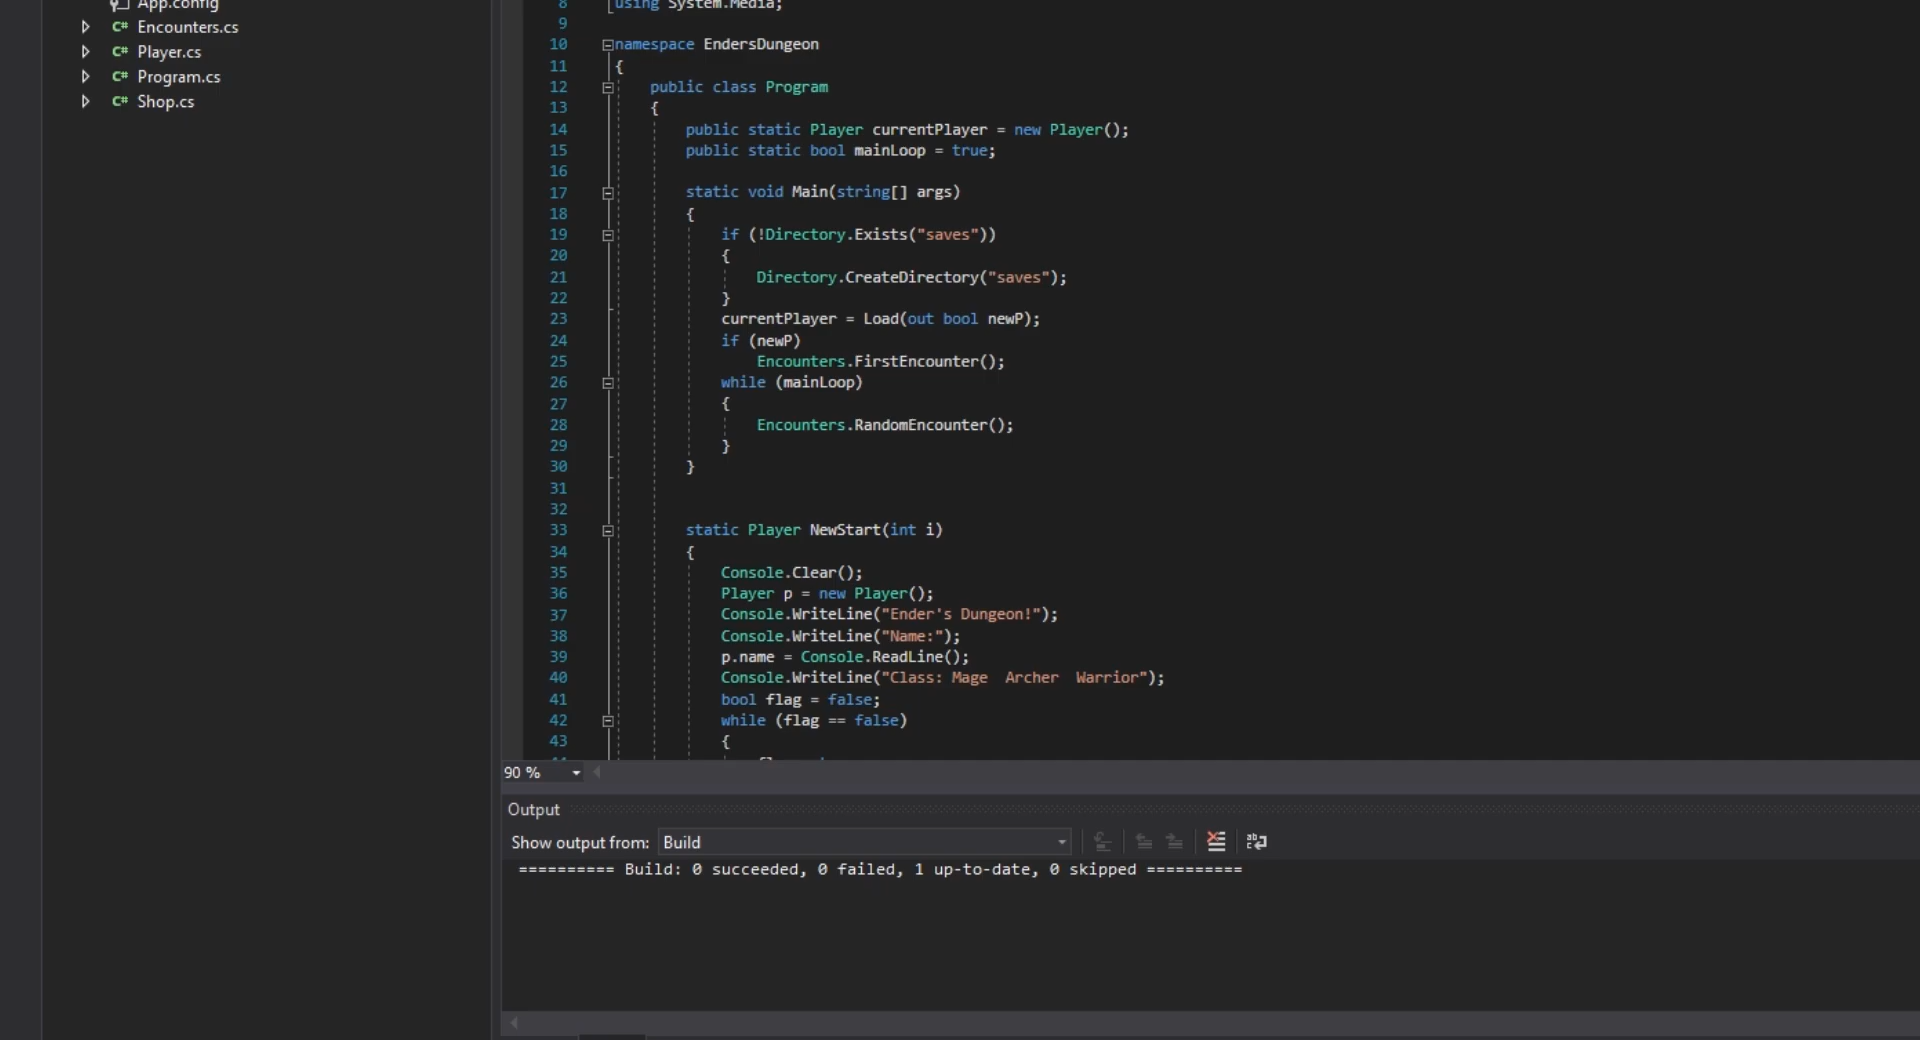 App.config
C# Encounters.cs
C# Player.cs
C# Program.cs
C# Shop.cs
8 using System.Media;
9
10 namespace EndersDungeon
11 {
12 public class Program
13 {
14 public static Player currentPlayer = new Player();
15 public static bool mainLoop = true;
16
17 static void Main(string[] args)
18 {
19 if (!Directory.Exists("saves"))
20 {
21 Directory.CreateDirectory("saves");
22 }
23 currentPlayer = Load(out bool newP);
24 if (newP)
25 Encounters.FirstEncounter();
26 while (mainLoop)
27 {
28 Encounters.RandomEncounter();
29 }
30 }
31
32
33 static Player NewStart(int i)
34 {
35 Console.Clear();
36 Player p = new Player();
37 Console.WriteLine("Ender's Dungeon!");
38 Console.WriteLine("Name:");
39 p.name = Console.ReadLine();
40 Console.WriteLine("Class: Mage  Archer  Warrior");
41 bool flag = false;
42 while (flag == false)
43 {
90 %
Output
Show output from: Build
========== Build: 0 succeeded, 0 failed, 1 up-to-date, 0 skipped ==========